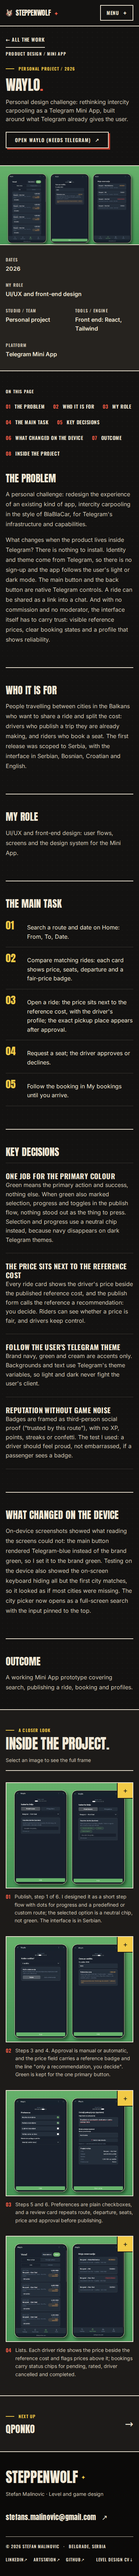 STEPPENWOLF
MENU
← ALL THE WORK
PRODUCT DESIGN / MINI APP
PERSONAL PROJECT / 2026
WAYLO.
Personal design challenge: rethinking intercity
carpooling as a Telegram Mini App, built
around what Telegram already gives the user.
OPEN WAYLO (NEEDS TELEGRAM) ↗
DATES
2026
MY ROLE
UI/UX and front-end design
STUDIO / TEAM
Personal project
TOOLS / ENGINE
Front end: React,
Tailwind
PLATFORM
Telegram Mini App
ON THIS PAGE
01 THE PROBLEM 02 WHO IT IS FOR 03 MY ROLE
04 THE MAIN TASK 05 KEY DECISIONS
06 WHAT CHANGED ON THE DEVICE 07 OUTCOME
08 INSIDE THE PROJECT
THE PROBLEM
A personal challenge: redesign the experience
of an existing kind of app, intercity carpooling
in the style of BlaBlaCar, for Telegram's
infrastructure and capabilities.
What changes when the product lives inside
Telegram? There is nothing to install. Identity
and theme come from Telegram, so there is no
sign-up and the app follows the user's light or
dark mode. The main button and the back
button are native Telegram controls. A ride can
be shared as a link into a chat. And with no
commission and no moderator, the interface
itself has to carry trust: visible reference
prices, clear booking states and a profile that
shows reliability.
WHO IT IS FOR
People travelling between cities in the Balkans
who want to share a ride and split the cost:
drivers who publish a trip they are already
making, and riders who book a seat. The first
release was scoped to Serbia, with the
interface in Serbian, Bosnian, Croatian and
English.
MY ROLE
UI/UX and front-end design: user flows,
screens and the design system for the Mini
App.
THE MAIN TASK
01 Search a route and date on Home:
From, To, Date.
02 Compare matching rides: each card
shows price, seats, departure and a
fair-price badge.
03 Open a ride: the price sits next to the
reference cost, with the driver's
profile; the exact pickup place appears
after approval.
04 Request a seat; the driver approves or
declines.
05 Follow the booking in My bookings
until you arrive.
KEY DECISIONS
ONE JOB FOR THE PRIMARY COLOUR
Green means the primary action and success,
nothing else. When green also marked
selection, progress and toggles in the publish
flow, nothing stood out as the thing to press.
Selection and progress use a neutral chip
instead, because navy disappears on dark
Telegram themes.
THE PRICE SITS NEXT TO THE REFERENCE
COST
Every ride card shows the driver's price beside
the published reference cost, and the publish
form calls the reference a recommendation:
you decide. Riders can see whether a price is
fair, and drivers keep control.
FOLLOW THE USER'S TELEGRAM THEME
Brand navy, green and cream are accents only.
Backgrounds and text use Telegram's theme
variables, so light and dark never fight the
user's client.
REPUTATION WITHOUT GAME NOISE
Badges are framed as third-person social
proof ("trusted by this route"), with no XP,
points, streaks or confetti. The test I used: a
driver should feel proud, not embarrassed, if a
passenger sees a badge.
WHAT CHANGED ON THE DEVICE
On-device screenshots showed what reading
the screens could not: the main button
rendered Telegram-blue instead of the brand
green, so I set it to the brand green. Testing on
the device also showed the on-screen
keyboard hiding all but the first city matches,
so it looked as if most cities were missing. The
city picker now opens as a full-screen search
with the input pinned to the top.
OUTCOME
A working Mini App prototype covering
search, publishing a ride, booking and profiles.
A CLOSER LOOK
INSIDE THE PROJECT.
Select an image to see the full frame
01 Publish, step 1 of 6. I designed it as a short step
flow with dots for progress and a predefined or
custom route; the selected option is a neutral chip,
not green. The interface is in Serbian.
02 Steps 3 and 4. Approval is manual or automatic,
and the price field carries a reference badge and
the line "only a recommendation, you decide".
Green is kept for the one primary button.
03 Steps 5 and 6. Preferences are plain checkboxes,
and a review card repeats route, departure, seats,
price and approval before publishing.
04 Lists. Each driver ride shows the price beside the
reference cost and flags price above it; bookings
carry status chips for pending, rated, driver
cancelled and completed.
NEXT UP
QPONKO
→
STEPPENWOLF
Stefan Malinovic · Level and game design
stefans.malinovic@gmail.com ↗
© 2026 STEFAN MALINOVIC · BELGRADE, SERBIA
LINKEDIN↗ ARTSTATION↗ GITHUB↗ LEVEL DESIGN CV↓